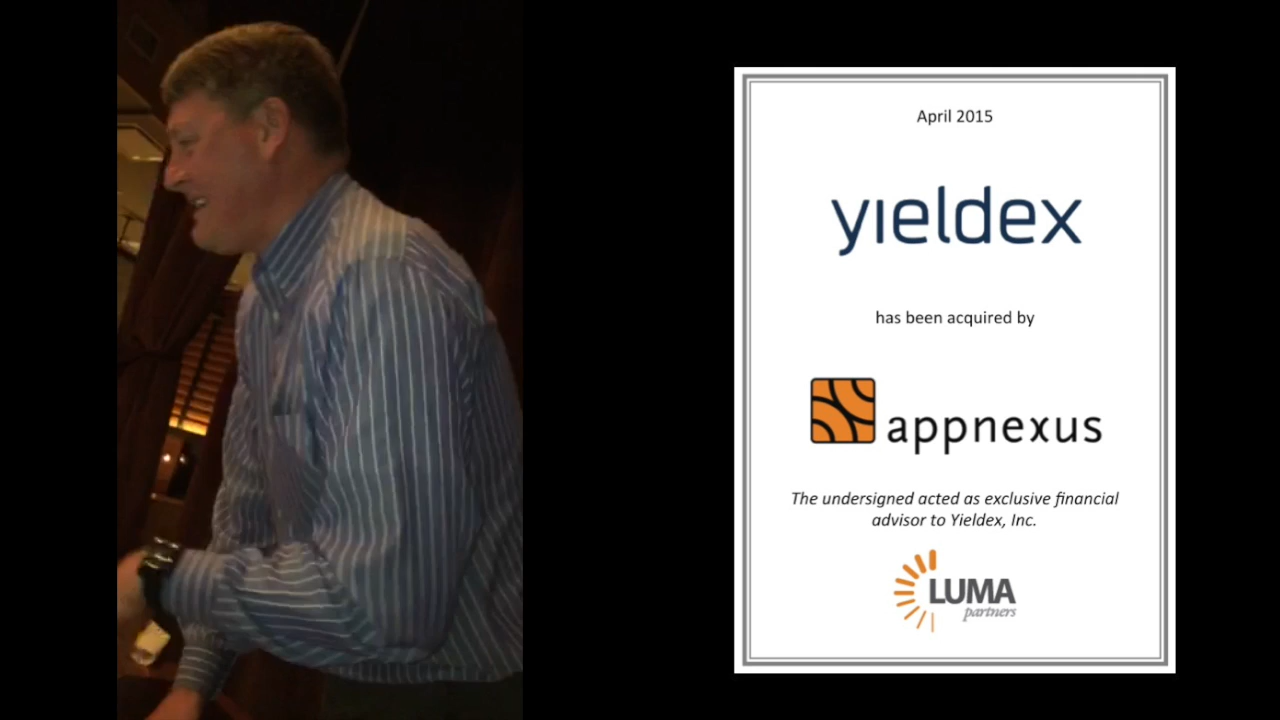 April 2015
yieldex
has been acquired by
appnexus
The undersigned acted as exclusive financial
advisor to Yieldex, Inc.
LUMA
partners